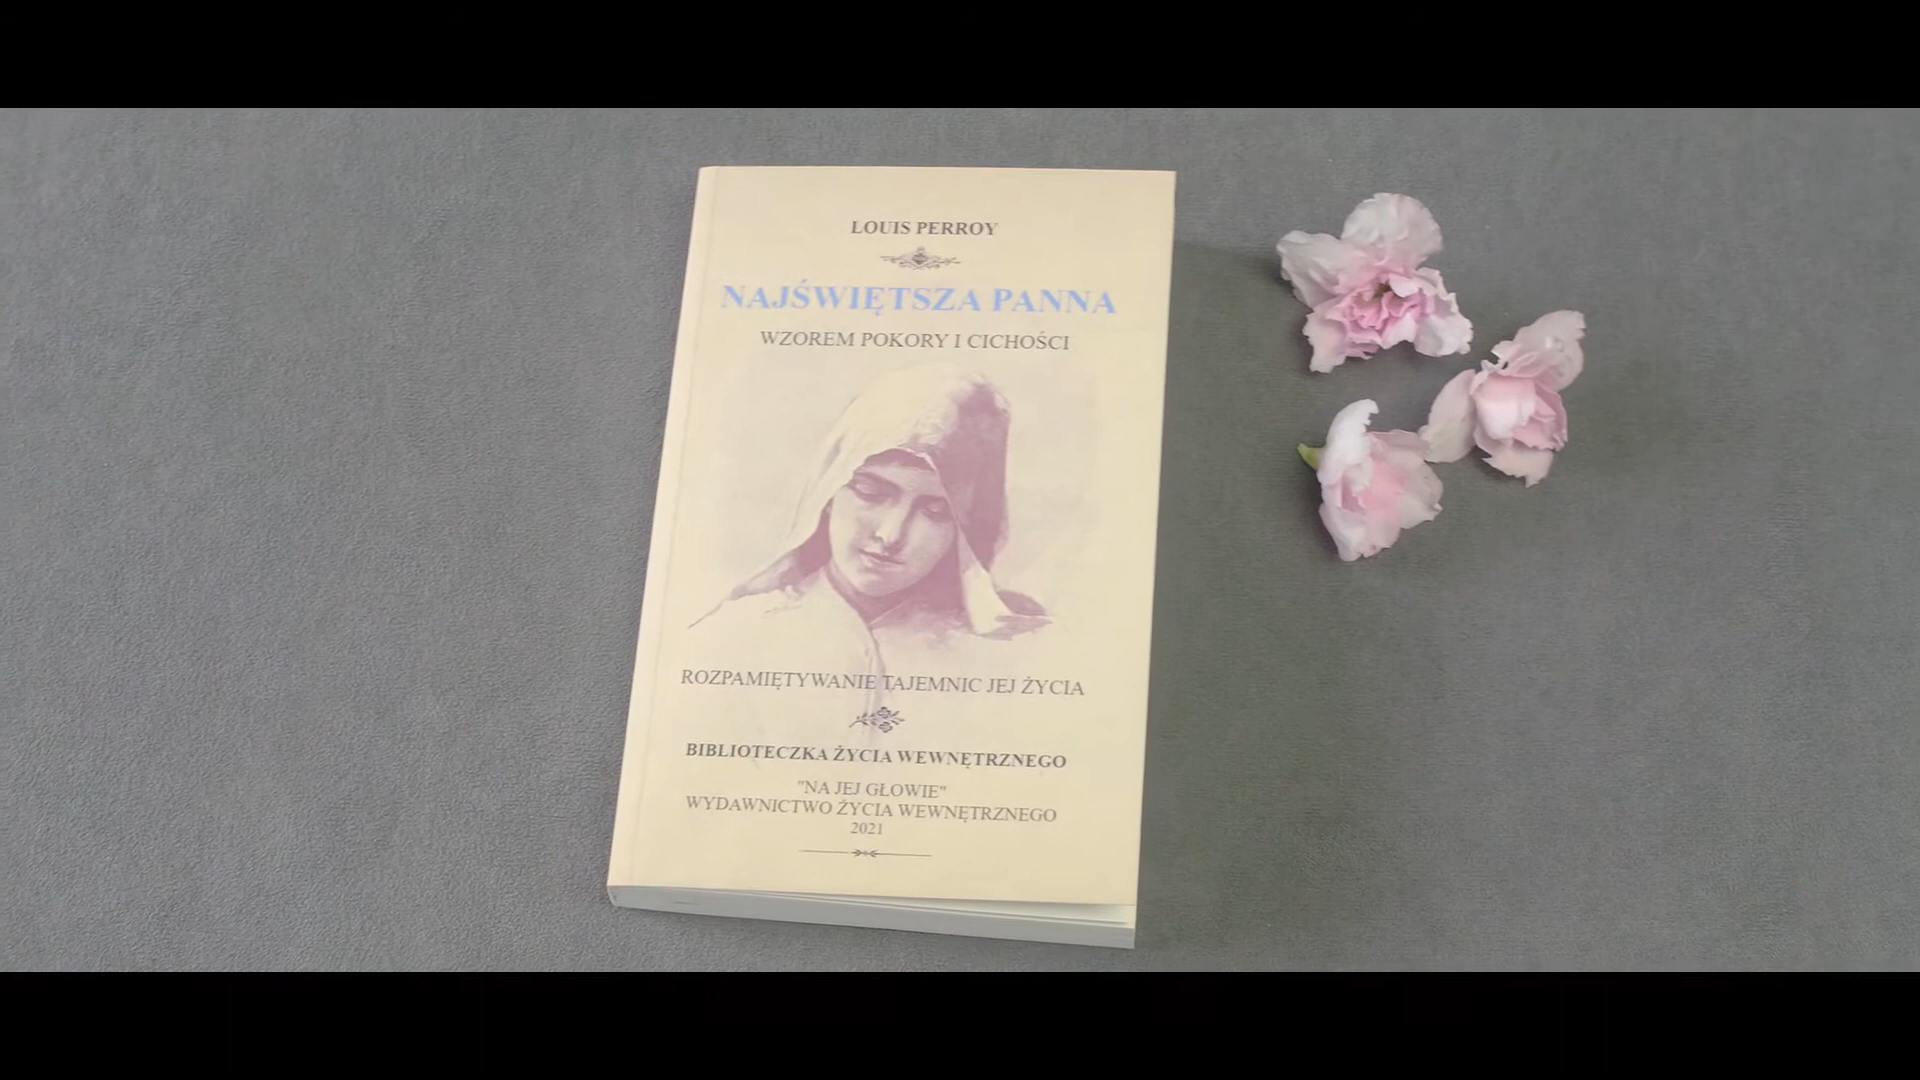 LOUIS PERROY
NAJŚWIĘTSZA PANNA
WZOREM POKORY I CICHOŚCI
ROZPAMIĘTYWANIE TAJEMNIC JEJ ŻYCIA
BIBLIOTECZKA ŻYCIA WEWNĘTRZNEGO
"NA JEJ GŁOWIE"
WYDAWNICTWO ŻYCIA WEWNĘTRZNEGO
2021